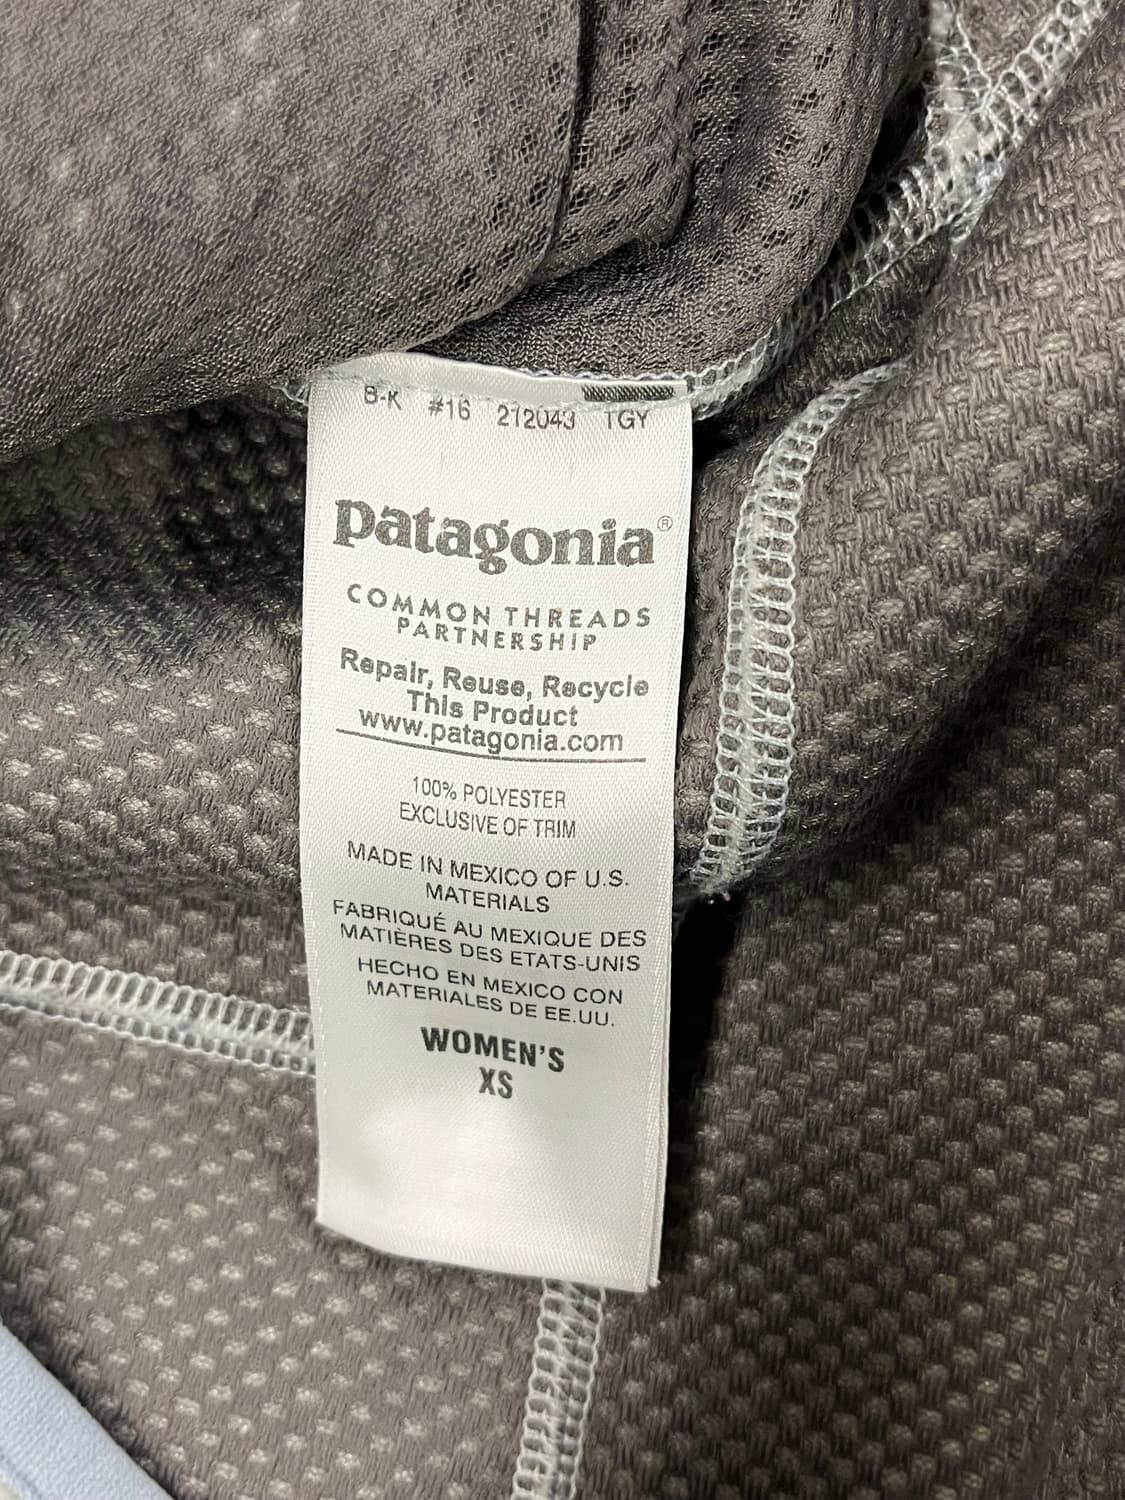 B-K #16 212043 TGY
patagonia®
COMMON THREADS
PARTNERSHIP
Repair, Reuse, Recycle
This Product
www.patagonia.com
100% POLYESTER
EXCLUSIVE OF TRIM
MADE IN MEXICO OF U.S.
MATERIALS
FABRIQUÉ AU MEXIQUE DES
MATIÈRES DES ETATS-UNIS
HECHO EN MEXICO CON
MATERIALES DE EE.UU.
WOMEN'S
XS